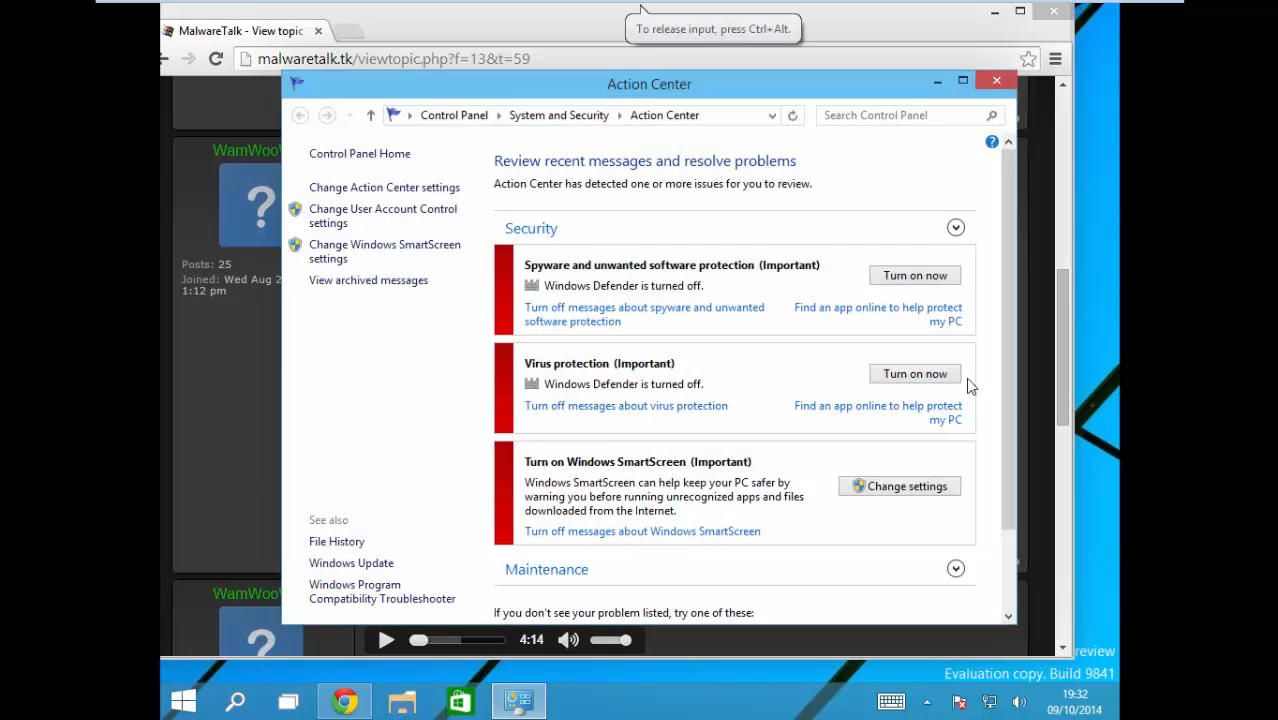 To release input, press Ctrl+Alt.
MalwareTalk - View topic
malwaretalk.tk/viewtopic.php?f=13&t=59
Action Center
Control Panel
System and Security
Action Center
Search Control Panel
WamWoo
Posts: 25
Joined: Wed Aug 2
1:12 pm
Control Panel Home
Change Action Center settings
Change User Account Control
settings
Change Windows SmartScreen
settings
View archived messages
See also
File History
Windows Update
Windows Program
Compatibility Troubleshooter
Review recent messages and resolve problems
Action Center has detected one or more issues for you to review.
Security
Spyware and unwanted software protection (Important)
Turn on now
Windows Defender is turned off.
Turn off messages about spyware and unwanted
software protection
Find an app online to help protect
my PC
Virus protection (Important)
Turn on now
Windows Defender is turned off.
Turn off messages about virus protection
Find an app online to help protect
my PC
Turn on Windows SmartScreen (Important)
Windows SmartScreen can help keep your PC safer by
warning you before running unrecognized apps and files
downloaded from the Internet.
Change settings
Turn off messages about Windows SmartScreen
Maintenance
If you don't see your problem listed, try one of these:
WamWoo
4:14
review
Evaluation copy. Build 9841
19:32
09/10/2014